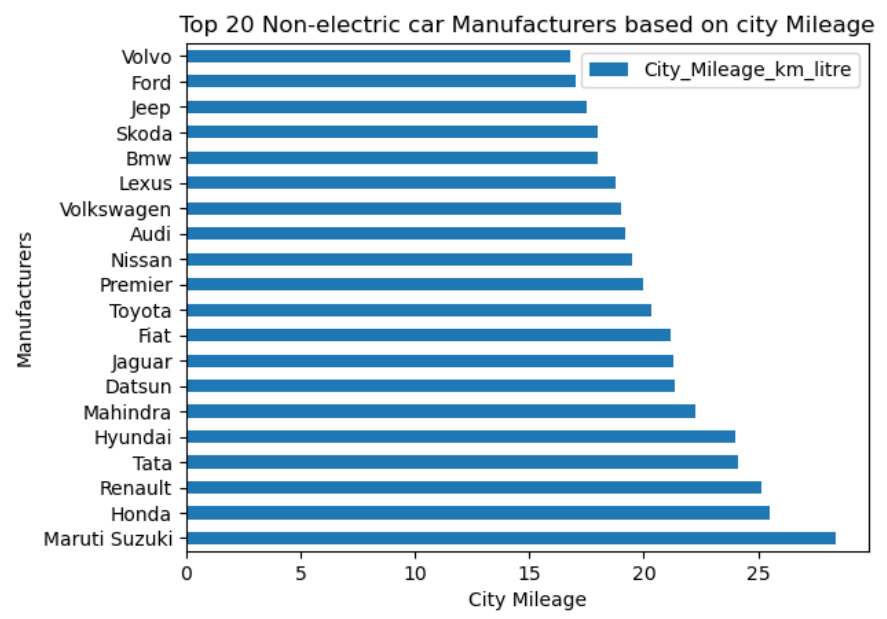 Top 20 Non-electric car Manufacturers based on city Mileage
City_Mileage_km_litre
Manufacturers
Volvo
Ford
Jeep
Skoda
Bmw
Lexus
Volkswagen
Audi
Nissan
Premier
Toyota
Fiat
Jaguar
Datsun
Mahindra
Hyundai
Tata
Renault
Honda
Maruti Suzuki
0 5 10 15 20 25
City Mileage